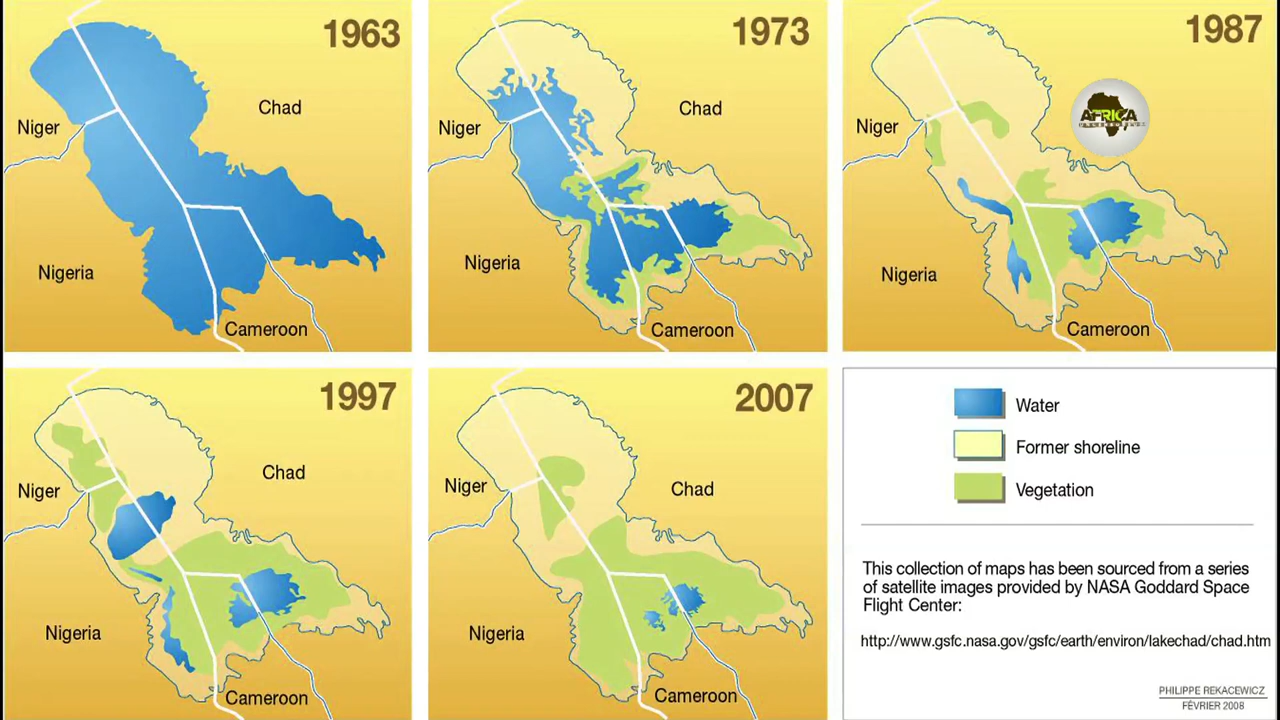 1963
Chad
Niger
Nigeria
Cameroon
1973
Chad
Niger
Nigeria
Cameroon
1987
AFRICA
Niger
Nigeria
Cameroon
1997
Chad
Niger
Nigeria
Cameroon
2007
Chad
Niger
Nigeria
Cameroon
Water
Former shoreline
Vegetation
This collection of maps has been sourced from a series
of satellite images provided by NASA Goddard Space
Flight Center:
http://www.gsfc.nasa.gov/gsfc/earth/environ/lakechad/chad.htm
PHILIPPE REKACEWICZ
FÉVRIER 2008